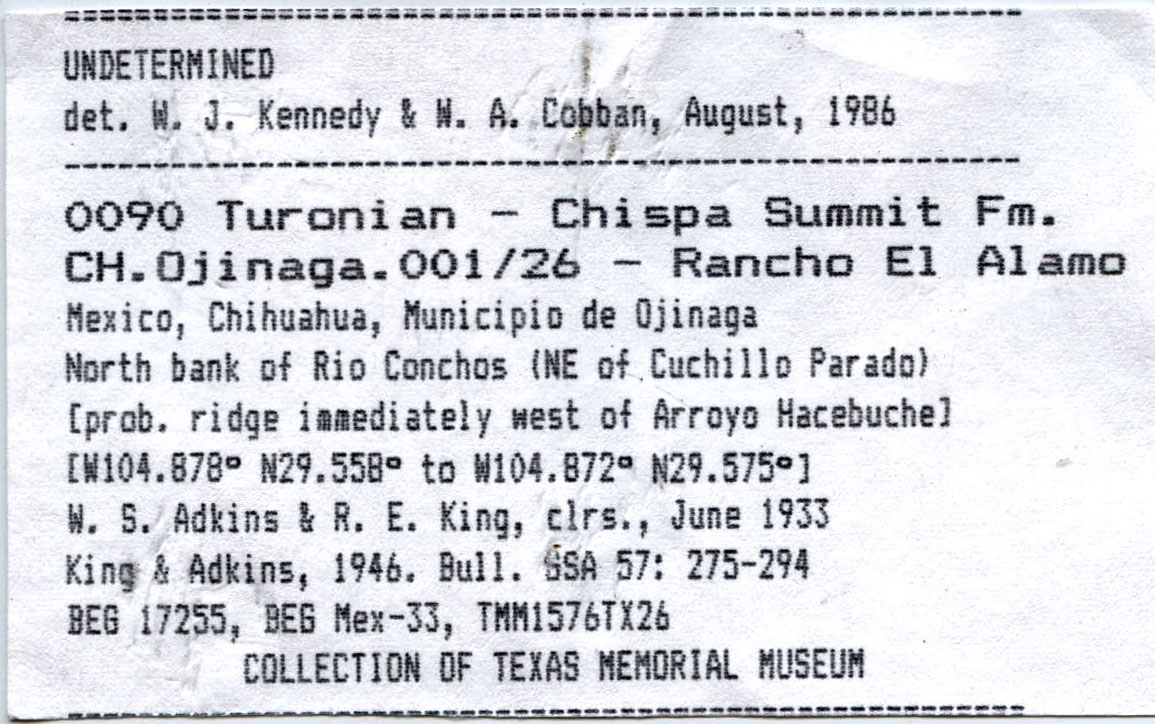 UNDETERMINED
det. W. J. Kennedy & W. A. Cobban, August, 1986
0090 Turonian - Chispa Summit Fm.
CH.Ojinaga.001/26 - Rancho El Alamo
Mexico, Chihuahua, Municipio de Ojinaga
North bank of Rio Conchos (NE of Cuchillo Parado)
[prob. ridge immediately west of Arroyo Hacebuche]
[W104.878° N29.558° to W104.872° N29.575°]
W. S. Adkins & R. E. King, clrs., June 1933
King & Adkins, 1946. Bull. GSA 57: 275-294
BEG 17255, BEG Mex-33, TMM1576TX26
COLLECTION OF TEXAS MEMORIAL MUSEUM